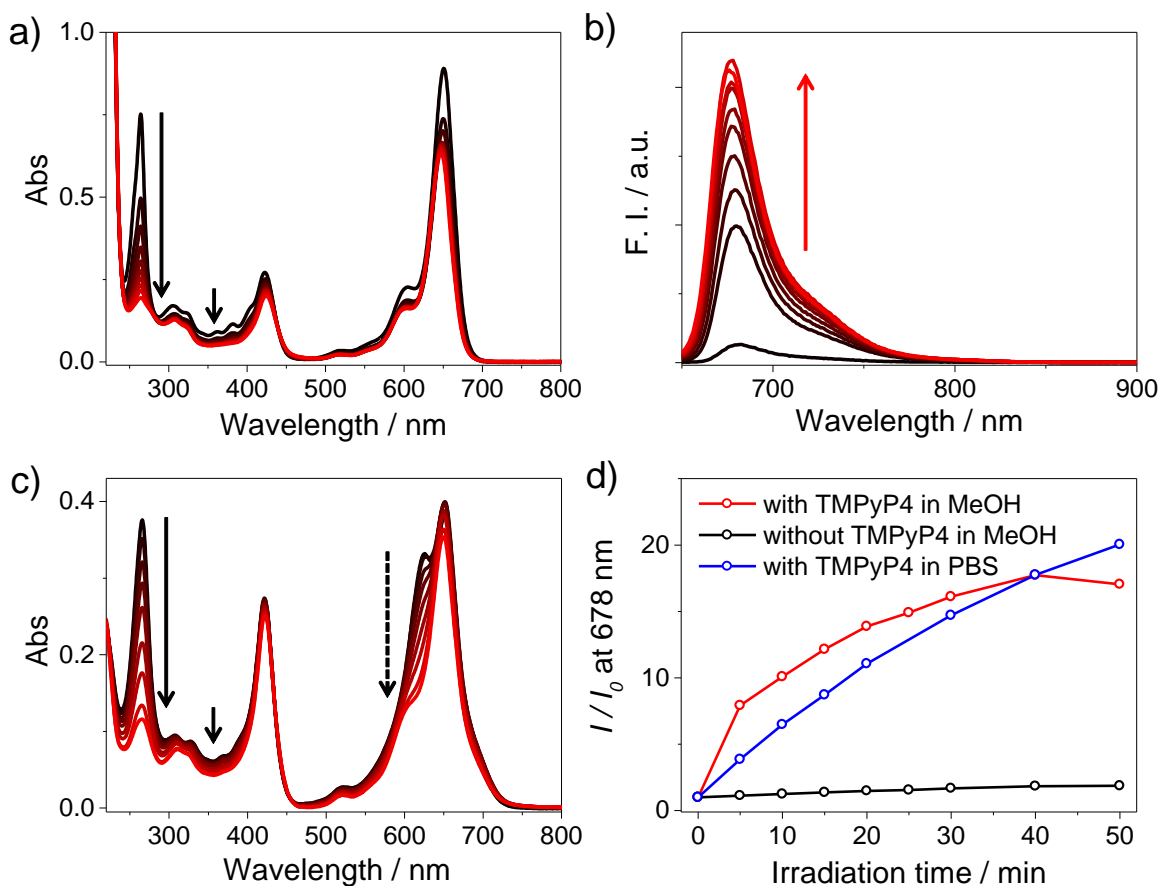 a)
1.0
0.5
0.0
Abs
300 400 500 600 700 800
Wavelength / nm
b)
F. I. / a.u.
700 800 900
Wavelength / nm
c)
0.4
0.2
0.0
Abs
300 400 500 600 700 800
Wavelength / nm
d)
with TMPyP4 in MeOH
without TMPyP4 in MeOH
with TMPyP4 in PBS
20
10
0
I / I0 at 678 nm
0 10 20 30 40 50
Irradiation time / min